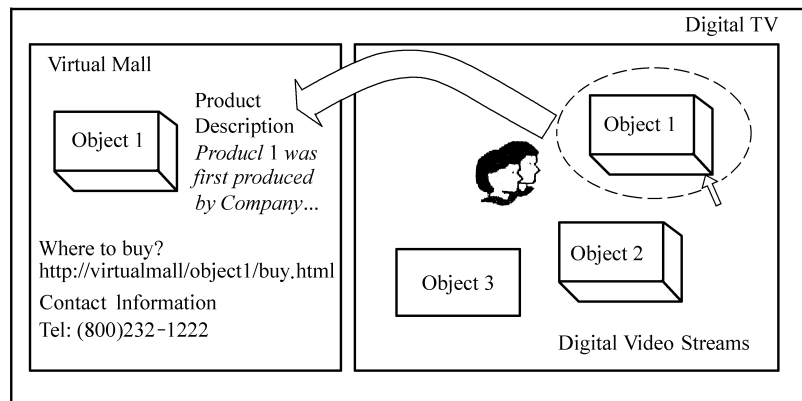 Digital TV
Virtual Mall
Object 1
Product
Description
Producl 1 was
first produced
by Company...
Where to buy?
http://virtualmall/object1/buy.html
Contact lnformation
Tel: (800)232-1222
Object 1
Object 2
Object 3
Digital Video Streams